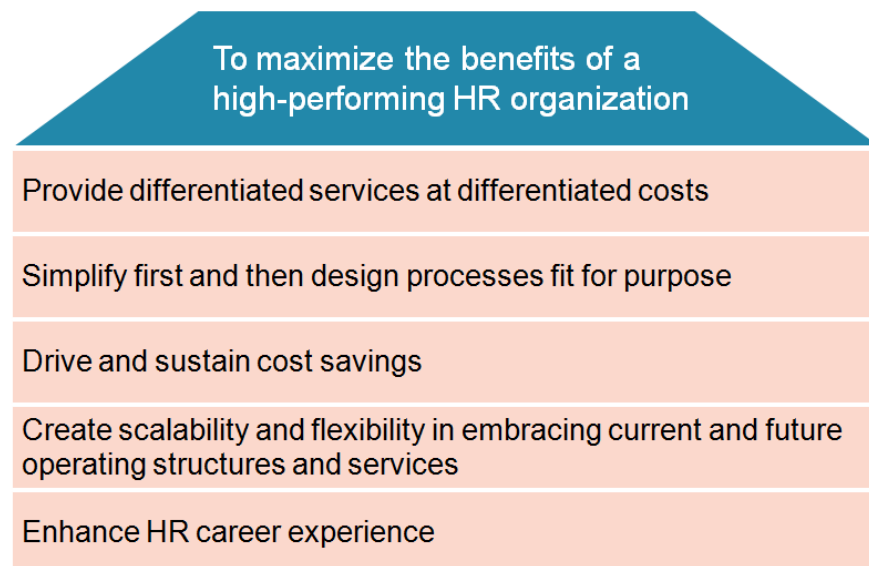 To maximize the benefits of a
high-performing HR organization
Provide differentiated services at differentiated costs
Simplify first and then design processes fit for purpose
Drive and sustain cost savings
Create scalability and flexibility in embracing current and future
operating structures and services
Enhance HR career experience